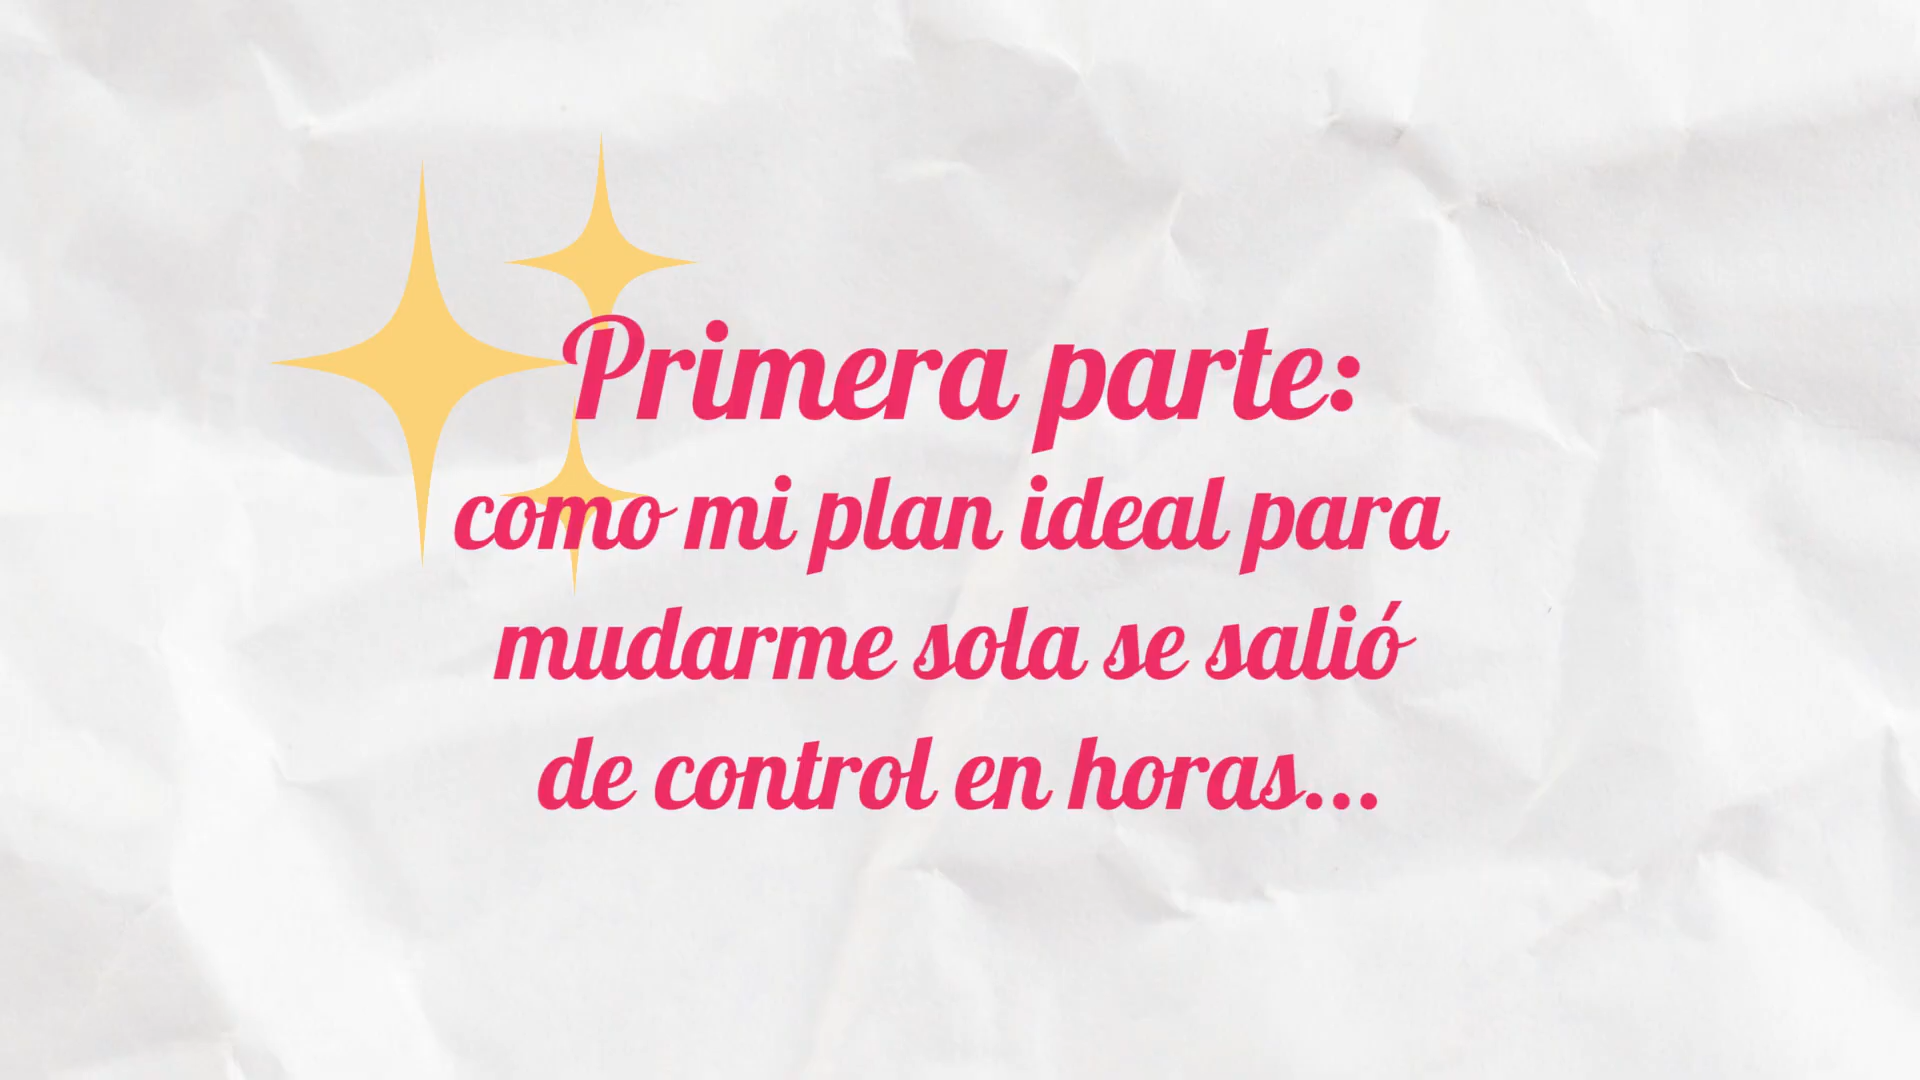 Primera parte:
como mi plan ideal para
mudarme sola se salió
de control en horas...